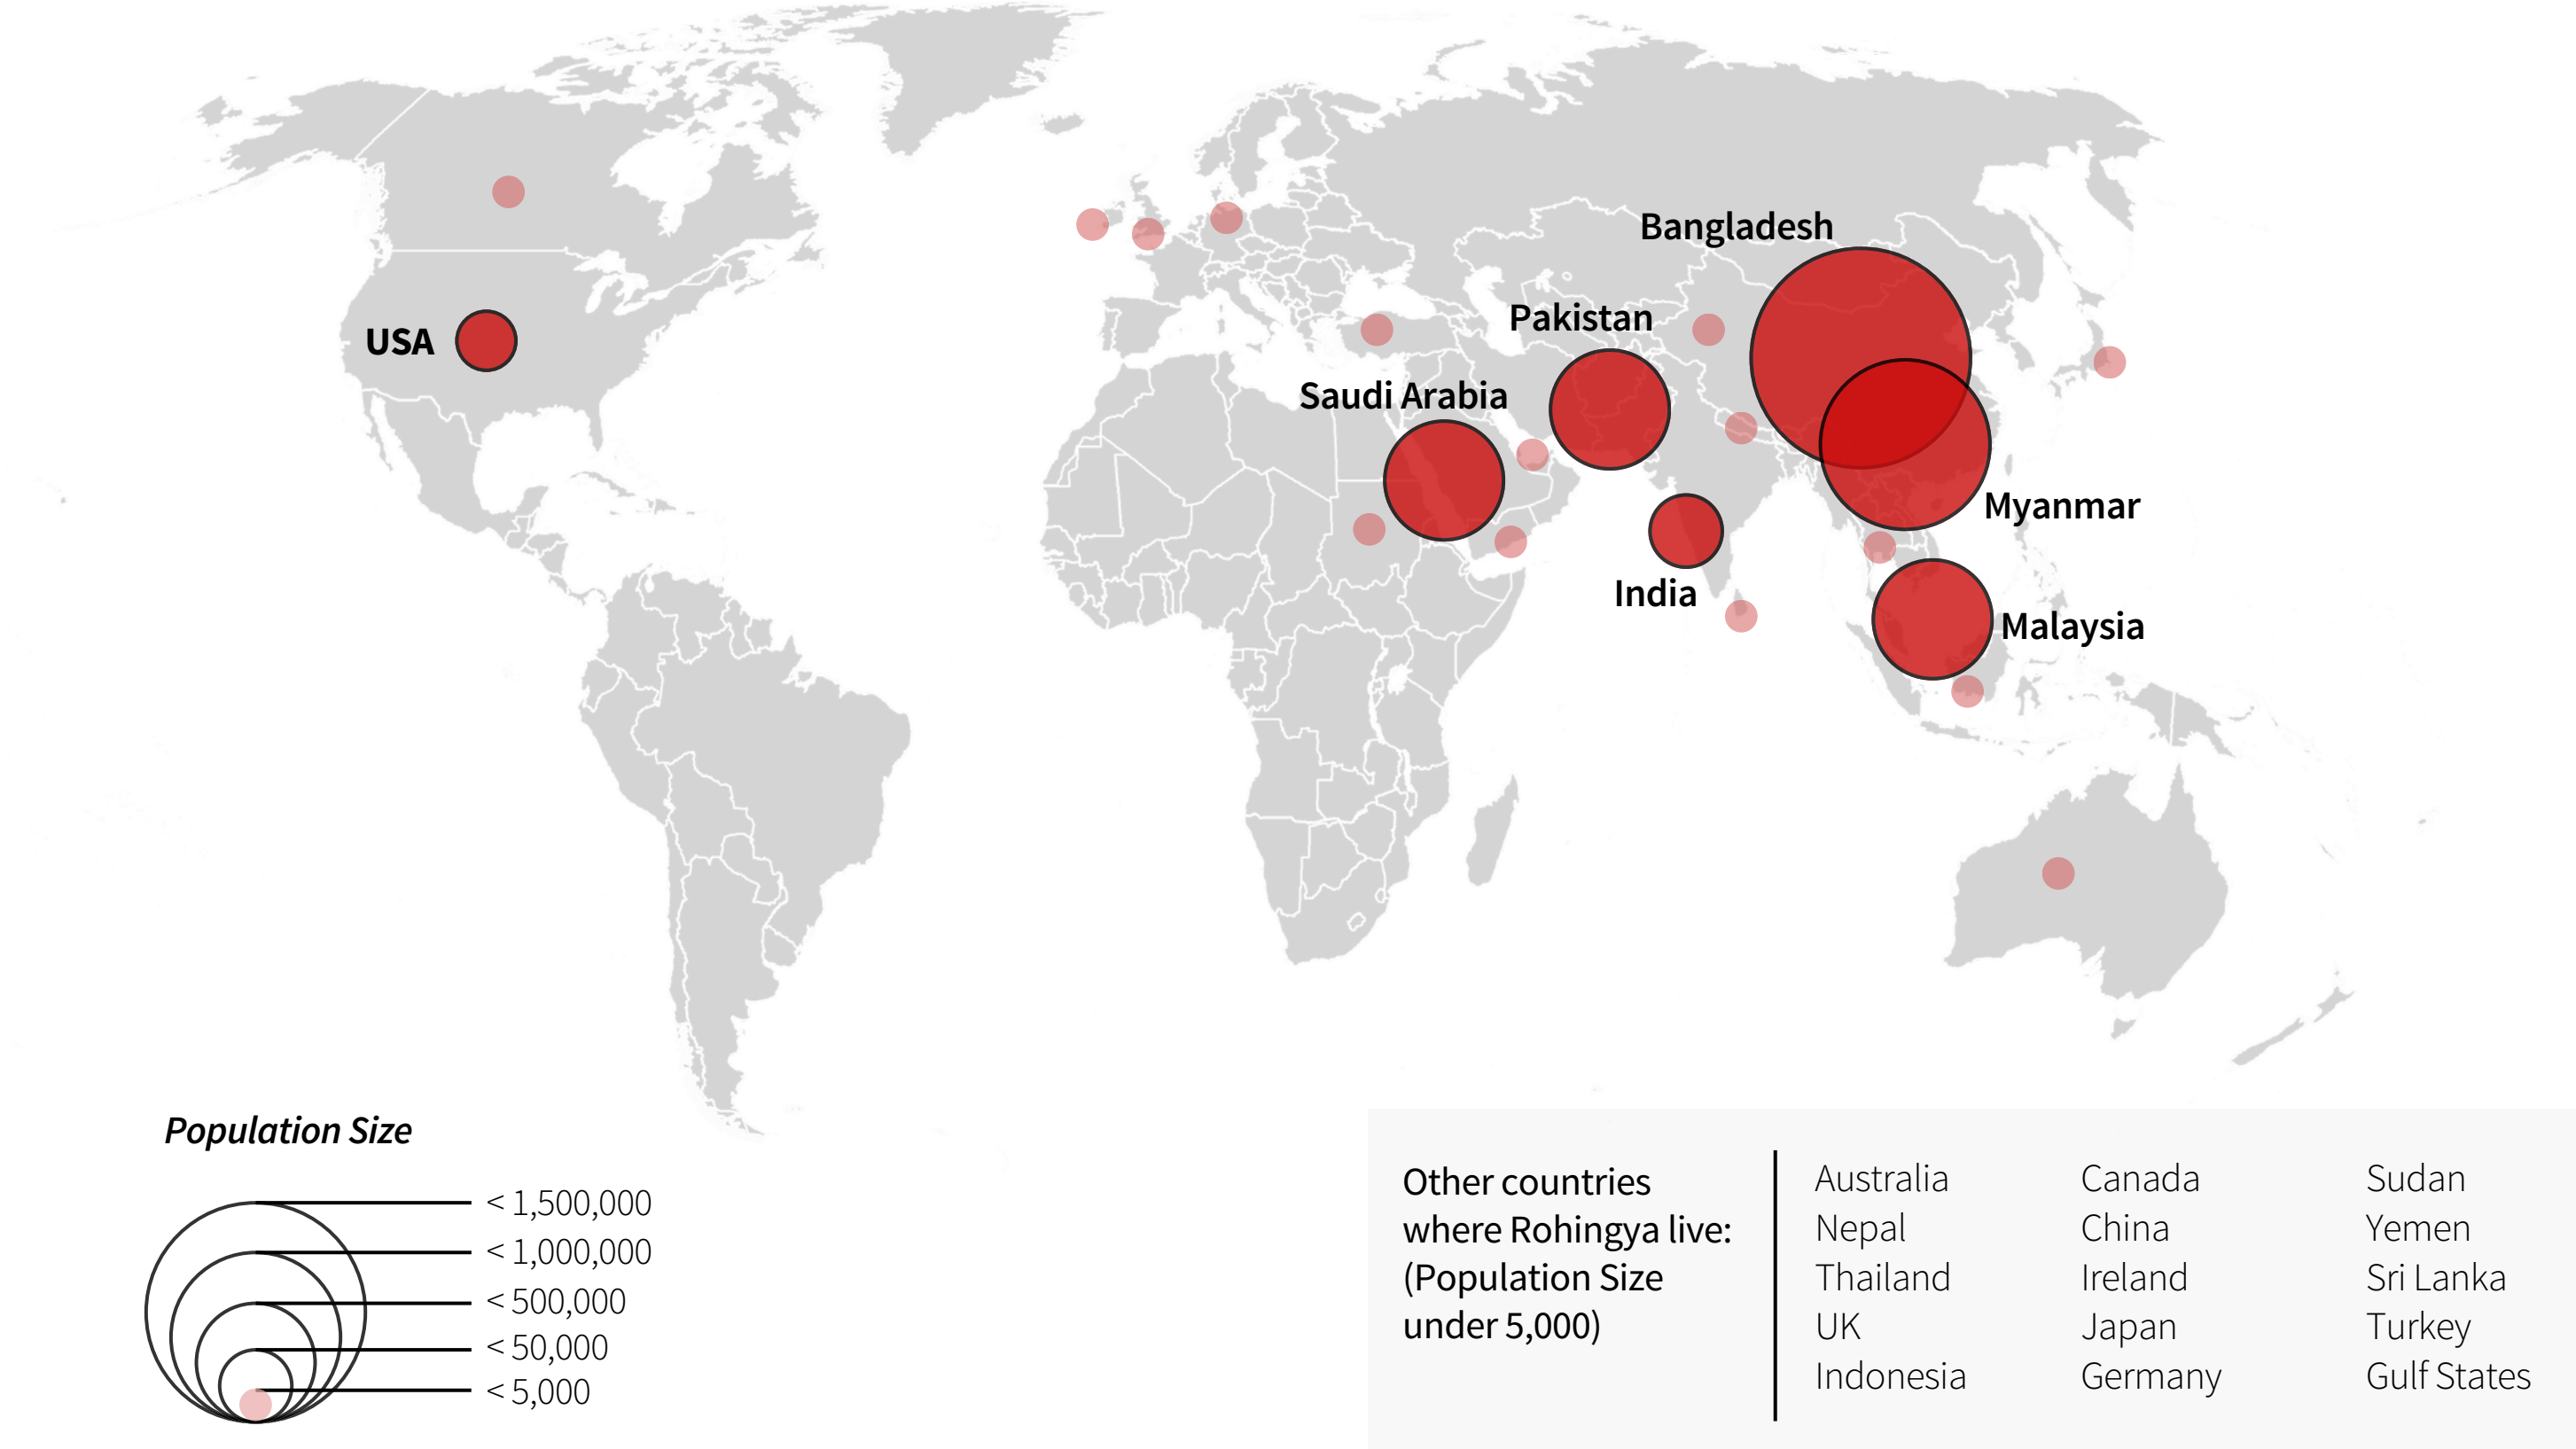 Bangladesh
Pakistan
USA
Saudi Arabia
Myanmar
India
Malaysia
Population Size
< 1,500,000
< 1,000,000
< 500,000
< 50,000
< 5,000
Other countries
where Rohingya live:
(Population Size
under 5,000)
Australia
Nepal
Thailand
UK
Indonesia
Canada
China
Ireland
Japan
Germany
Sudan
Yemen
Sri Lanka
Turkey
Gulf States